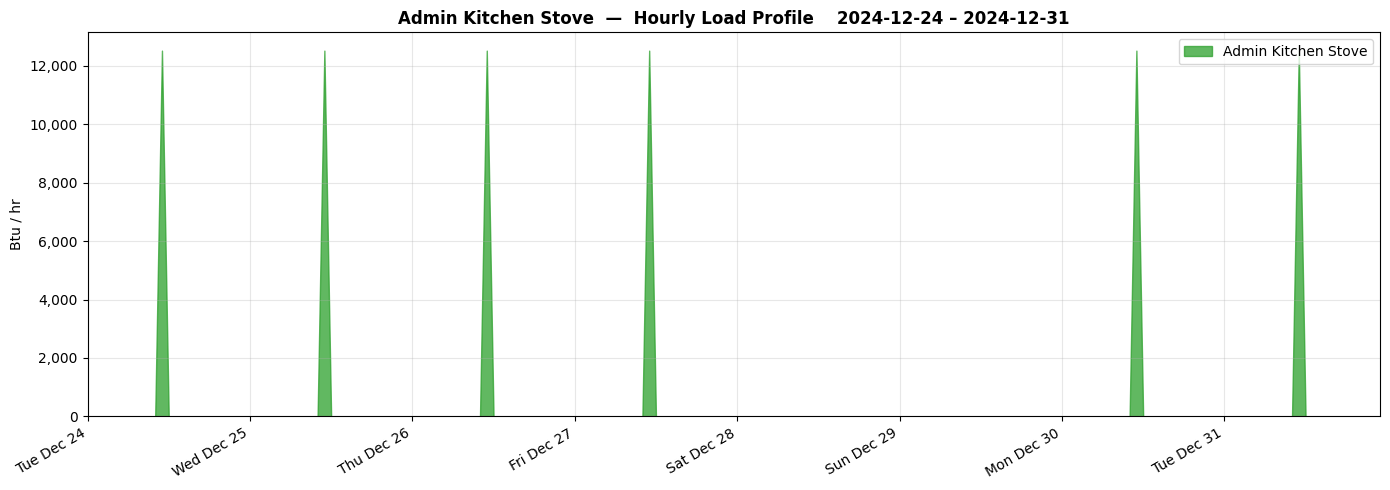 Admin Kitchen Stove — Hourly Load Profile 2024-12-24 – 2024-12-31
Admin Kitchen Stove
12,000
10,000
8,000
6,000
4,000
2,000
0
Btu / hr
Tue Dec 24
Wed Dec 25
Thu Dec 26
Fri Dec 27
Sat Dec 28
Sun Dec 29
Mon Dec 30
Tue Dec 31